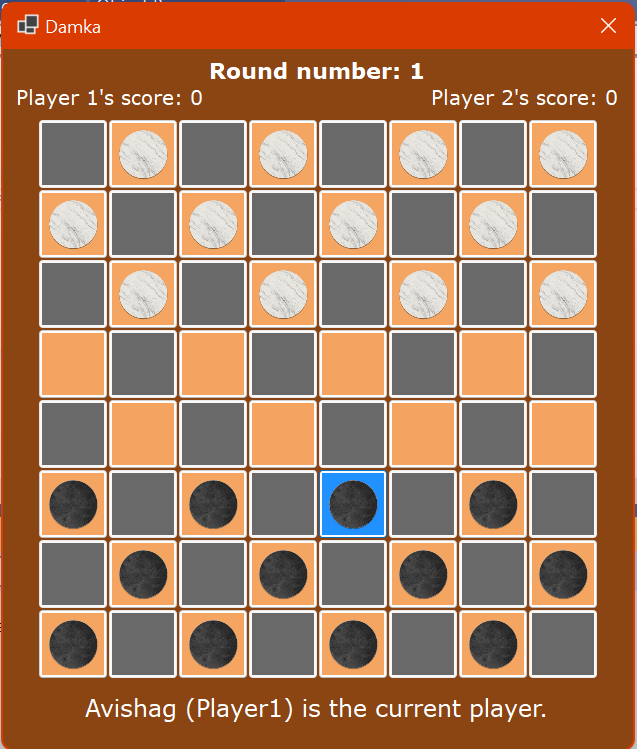 Damka
Round number: 1
Player 1's score: 0
Player 2's score: 0
Avishag (Player1) is the current player.